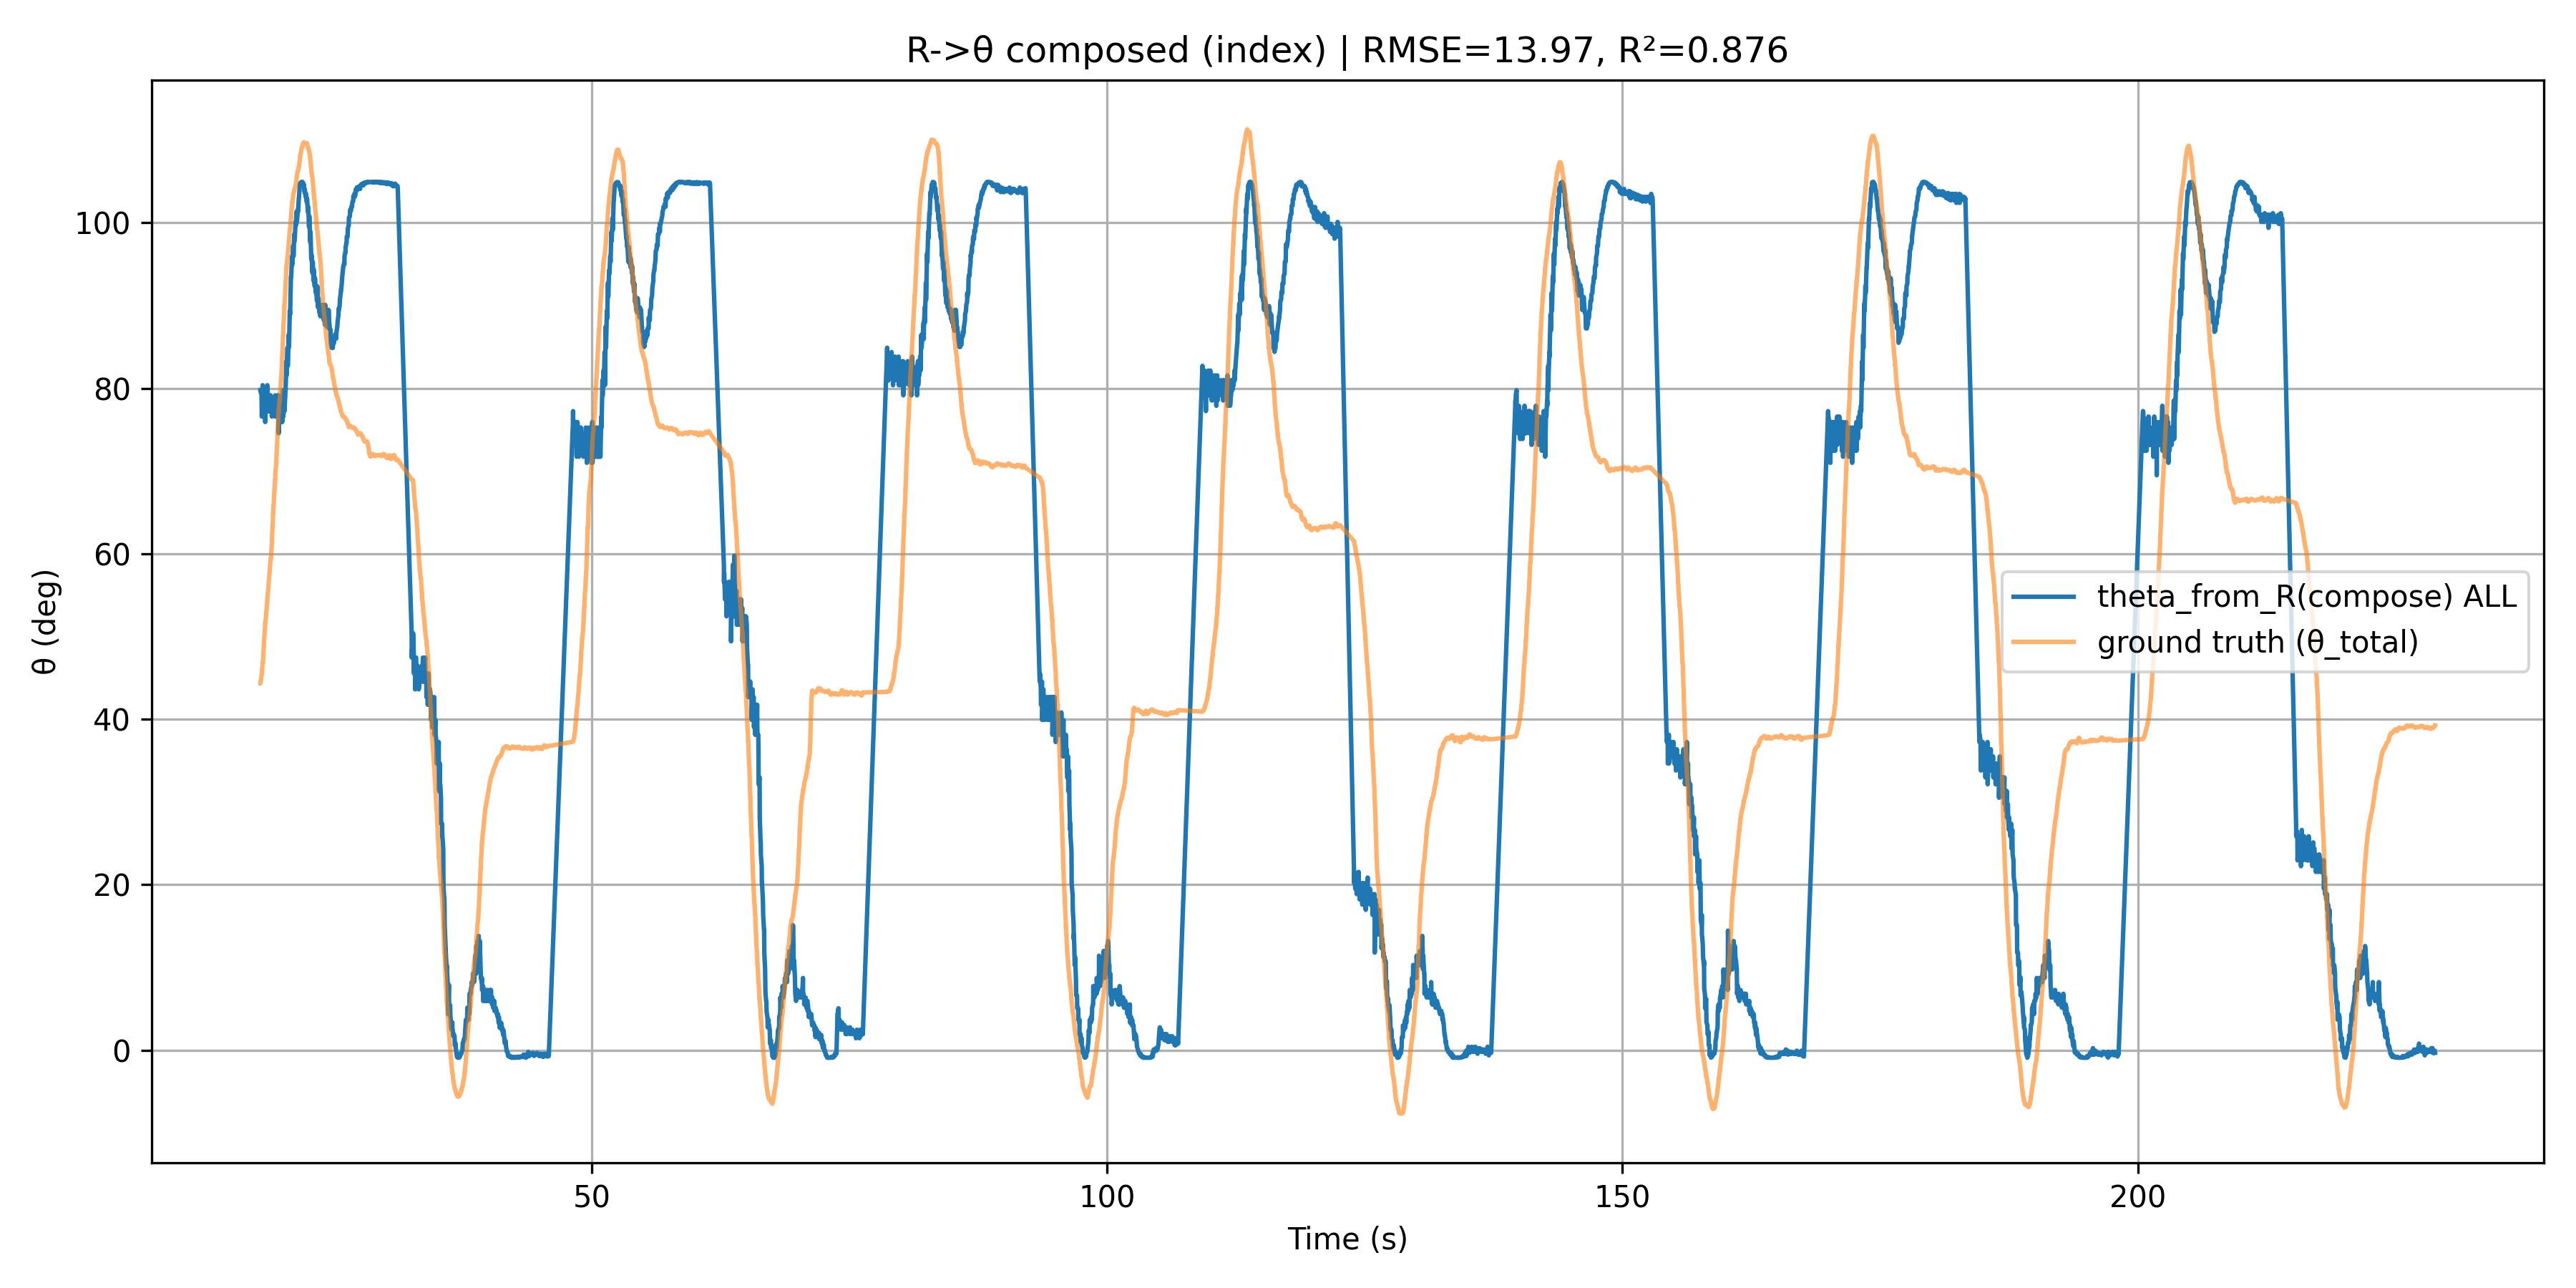 R->θ composed (index) | RMSE=13.97, R²=0.876
100
80
60
40
20
0
θ (deg)
theta_from_R(compose) ALL
ground truth (θ_total)
50
100
150
200
Time (s)